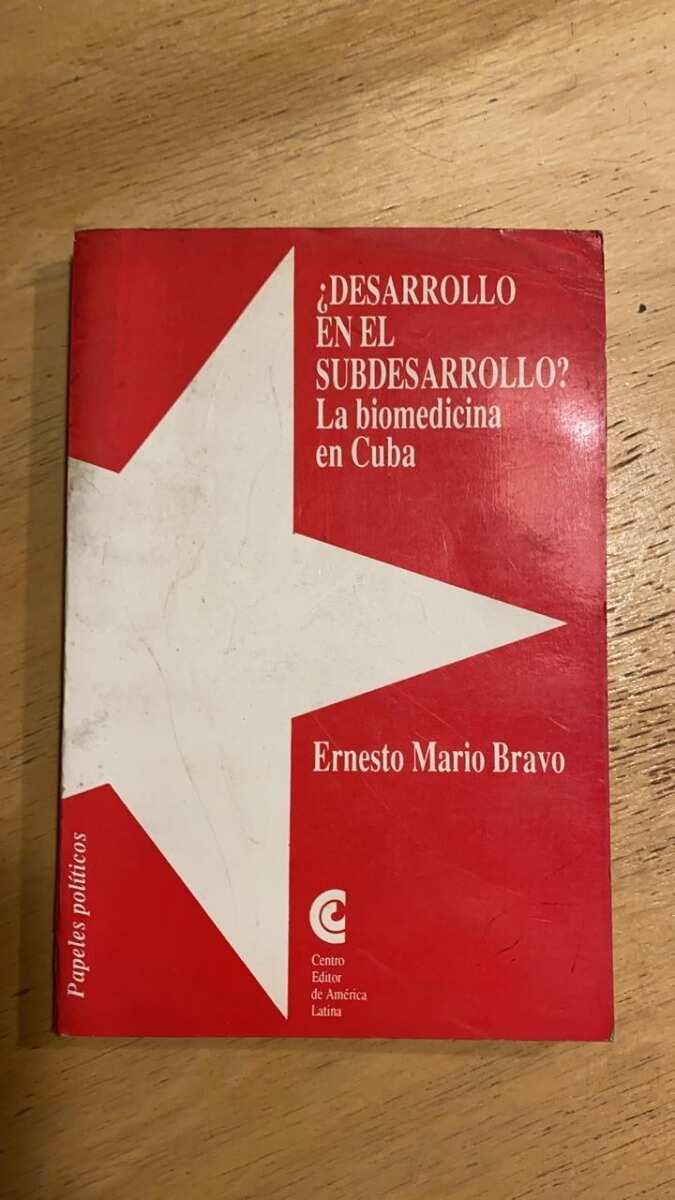 ¿DESARROLLO
EN EL
SUBDESARROLLO?
La biomedicina
en Cuba
Ernesto Mario Bravo
Papeles políticos
Centro
Editor
de América
Latina